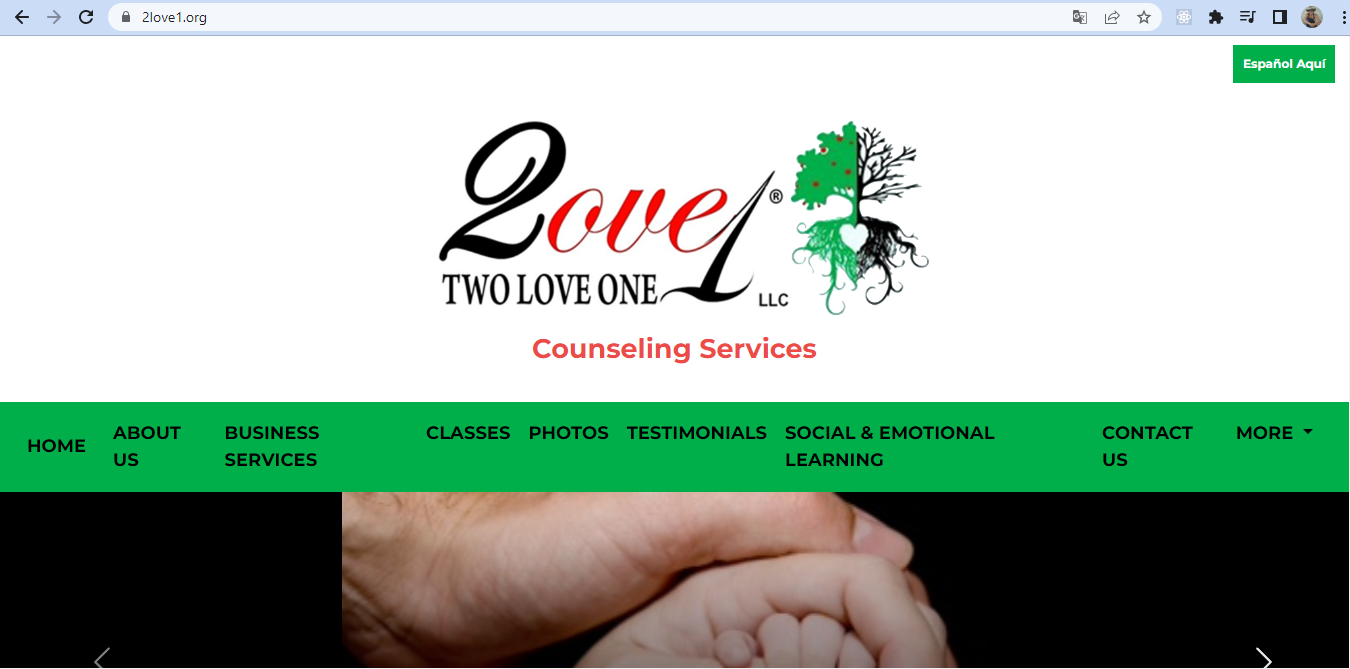 2love1.org
Español Aquí
2ove1®
TWO LOVE ONE LLC
Counseling Services
HOME
ABOUT
US
BUSINESS
SERVICES
CLASSES
PHOTOS
TESTIMONIALS
SOCIAL & EMOTIONAL
LEARNING
CONTACT
US
MORE